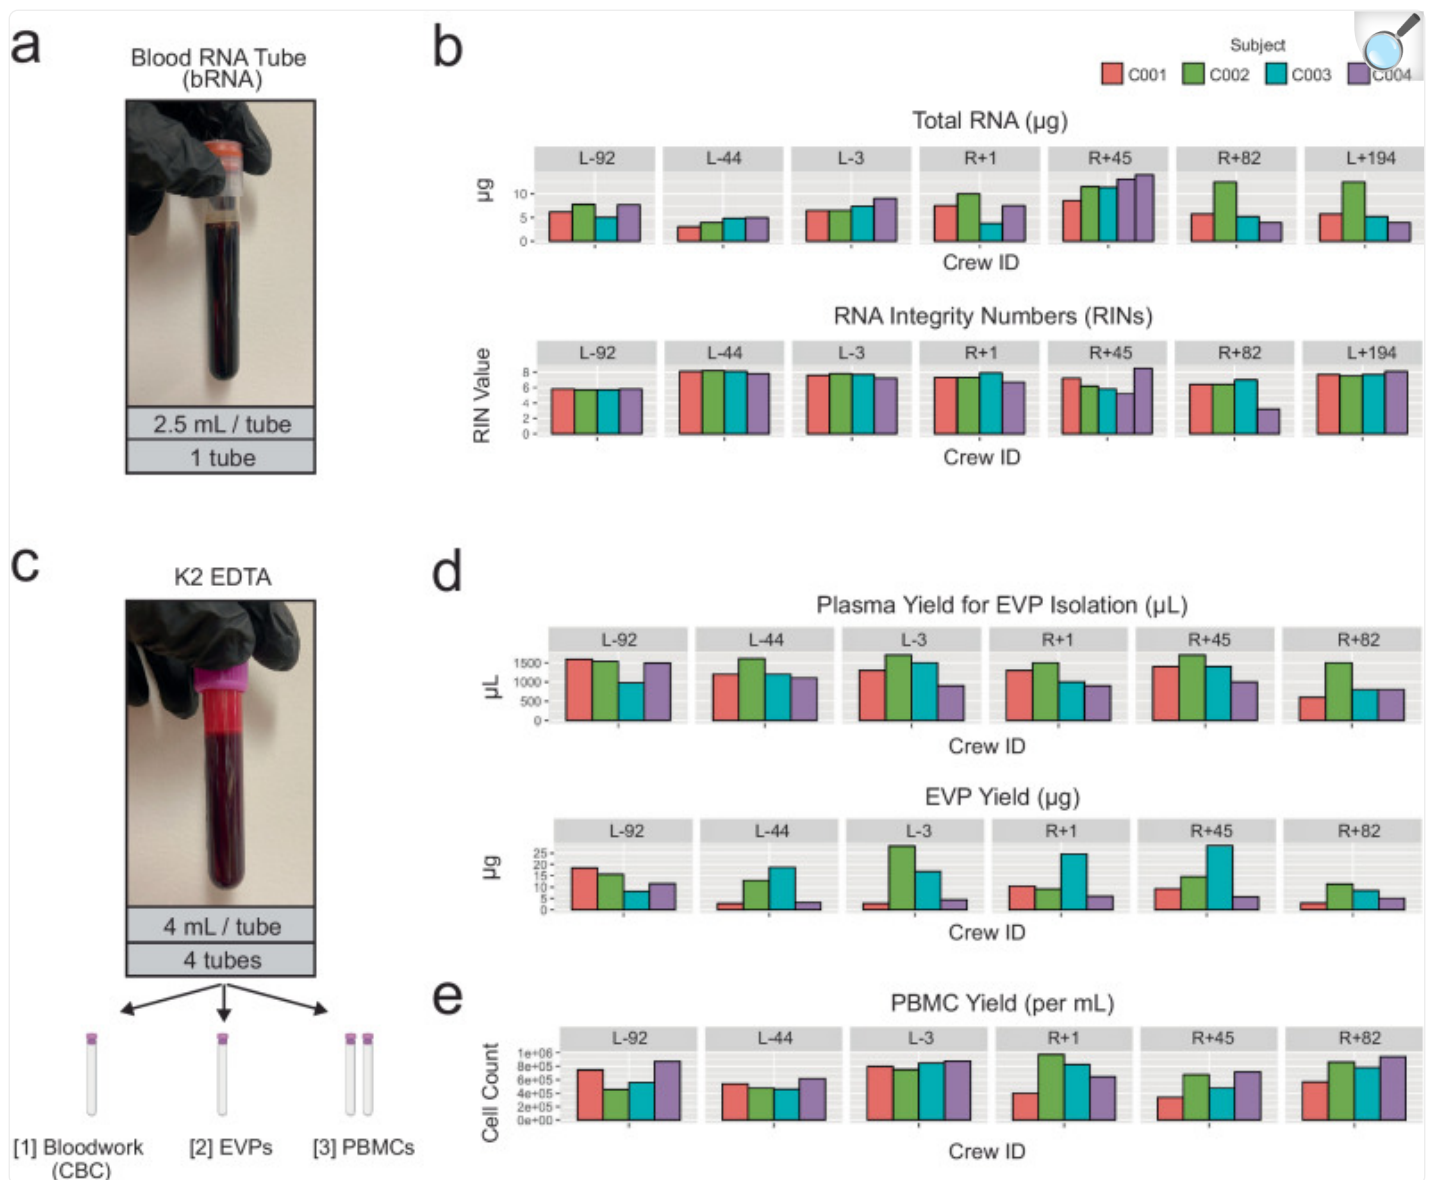 a
Blood RNA Tube
(bRNA)
2.5 mL / tube
1 tube
b
Subject
C001 C002 C003 C004
Total RNA (µg)
L-92 L-44 L-3 R+1 R+45 R+82 L+194
µg
10
5
0
Crew ID
RNA Integrity Numbers (RINs)
L-92 L-44 L-3 R+1 R+45 R+82 L+194
RIN Value
8
6
4
2
0
Crew ID
c
K2 EDTA
4 mL / tube
4 tubes
[1] Bloodwork
(CBC)
[2] EVPs
[3] PBMCs
d
Plasma Yield for EVP Isolation (µL)
L-92 L-44 L-3 R+1 R+45 R+82
µL
1500
1000
500
0
Crew ID
EVP Yield (µg)
L-92 L-44 L-3 R+1 R+45 R+82
µg
25
20
15
10
5
0
Crew ID
e
PBMC Yield (per mL)
L-92 L-44 L-3 R+1 R+45 R+82
Cell Count
1e+06
8e+05
6e+05
4e+05
2e+05
0e+00
Crew ID